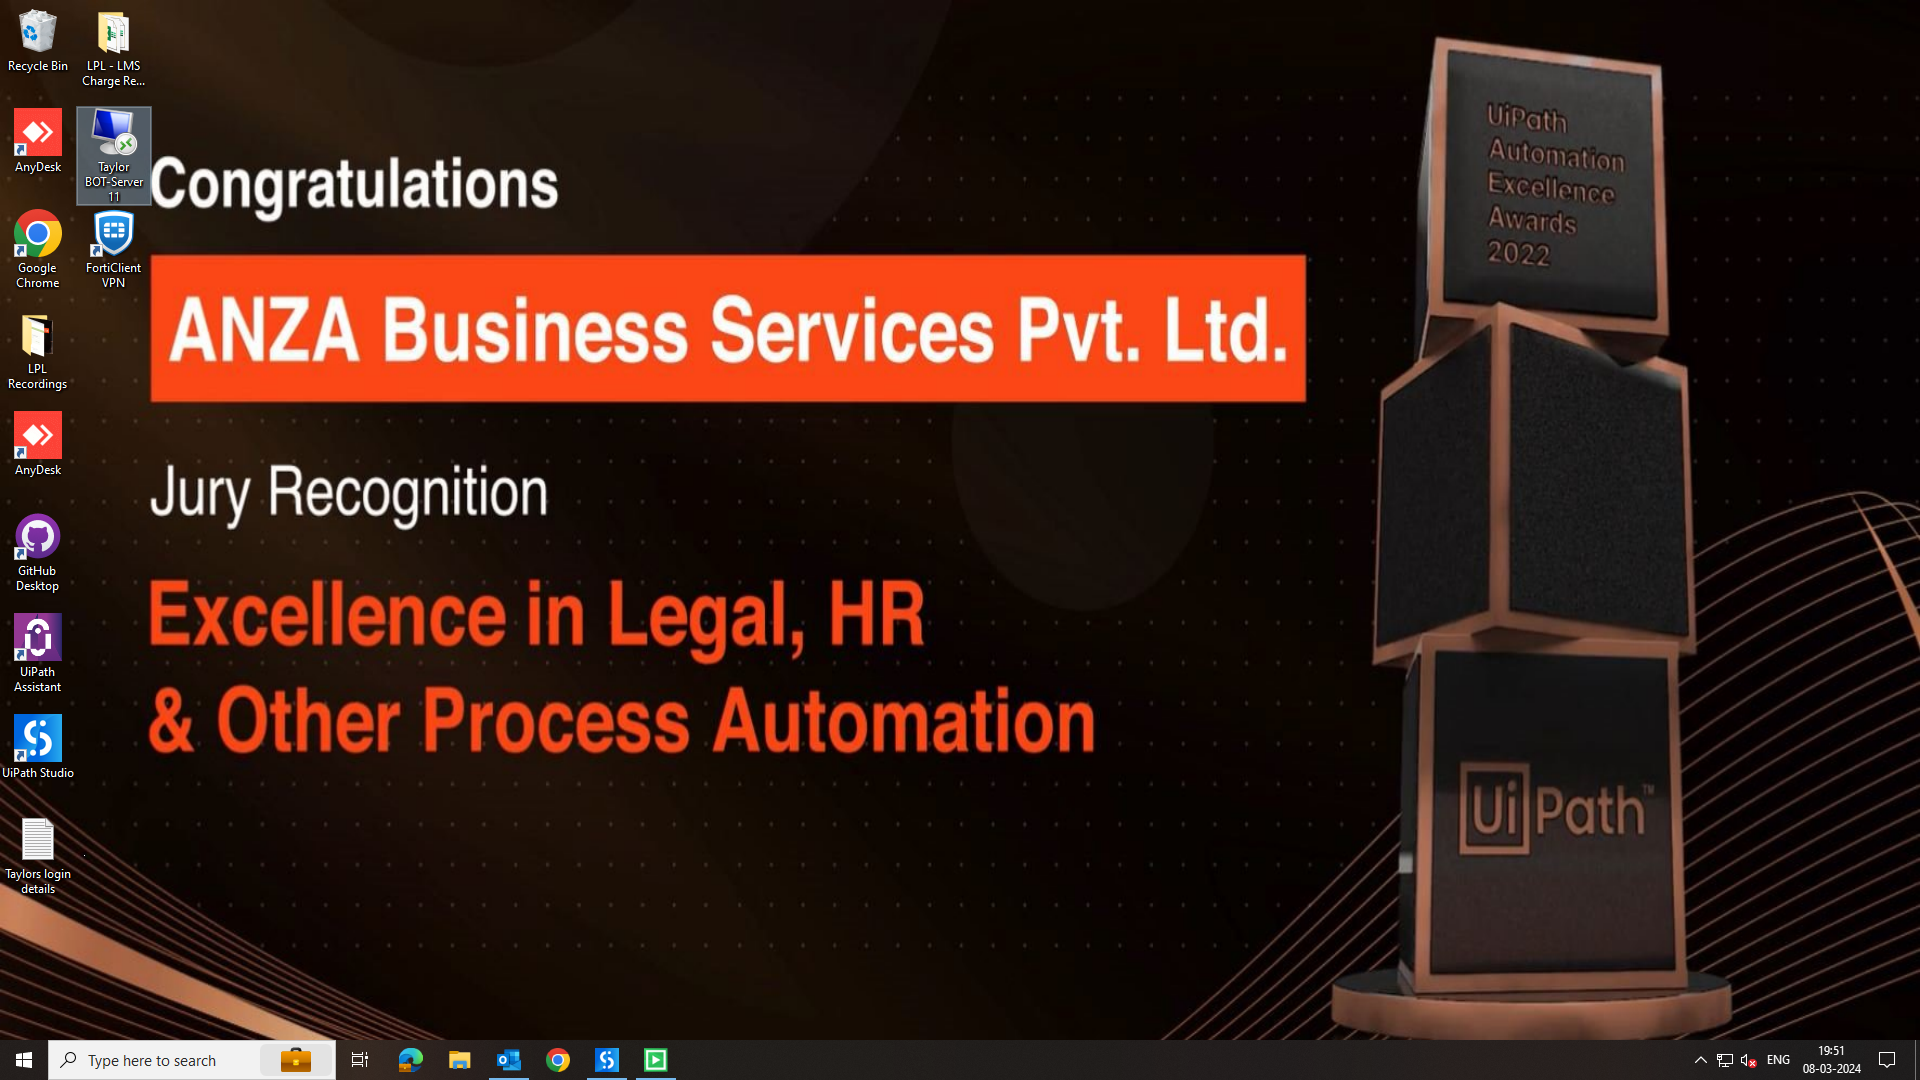 Recycle Bin
LPL - LMS
Charge Re...
AnyDesk
Taylor
BOT-Server
11
Google
Chrome
FortiClient
VPN
LPL
Recordings
AnyDesk
GitHub
Desktop
UiPath
Assistant
UiPath Studio
Taylors login
details
Congratulations
ANZA Business Services Pvt. Ltd.
Jury Recognition
Excellence in Legal, HR
& Other Process Automation
UiPath
Automation
Excellence
Awards
2022
UiPath™
Type here to search
ENG
19:51
08-03-2024